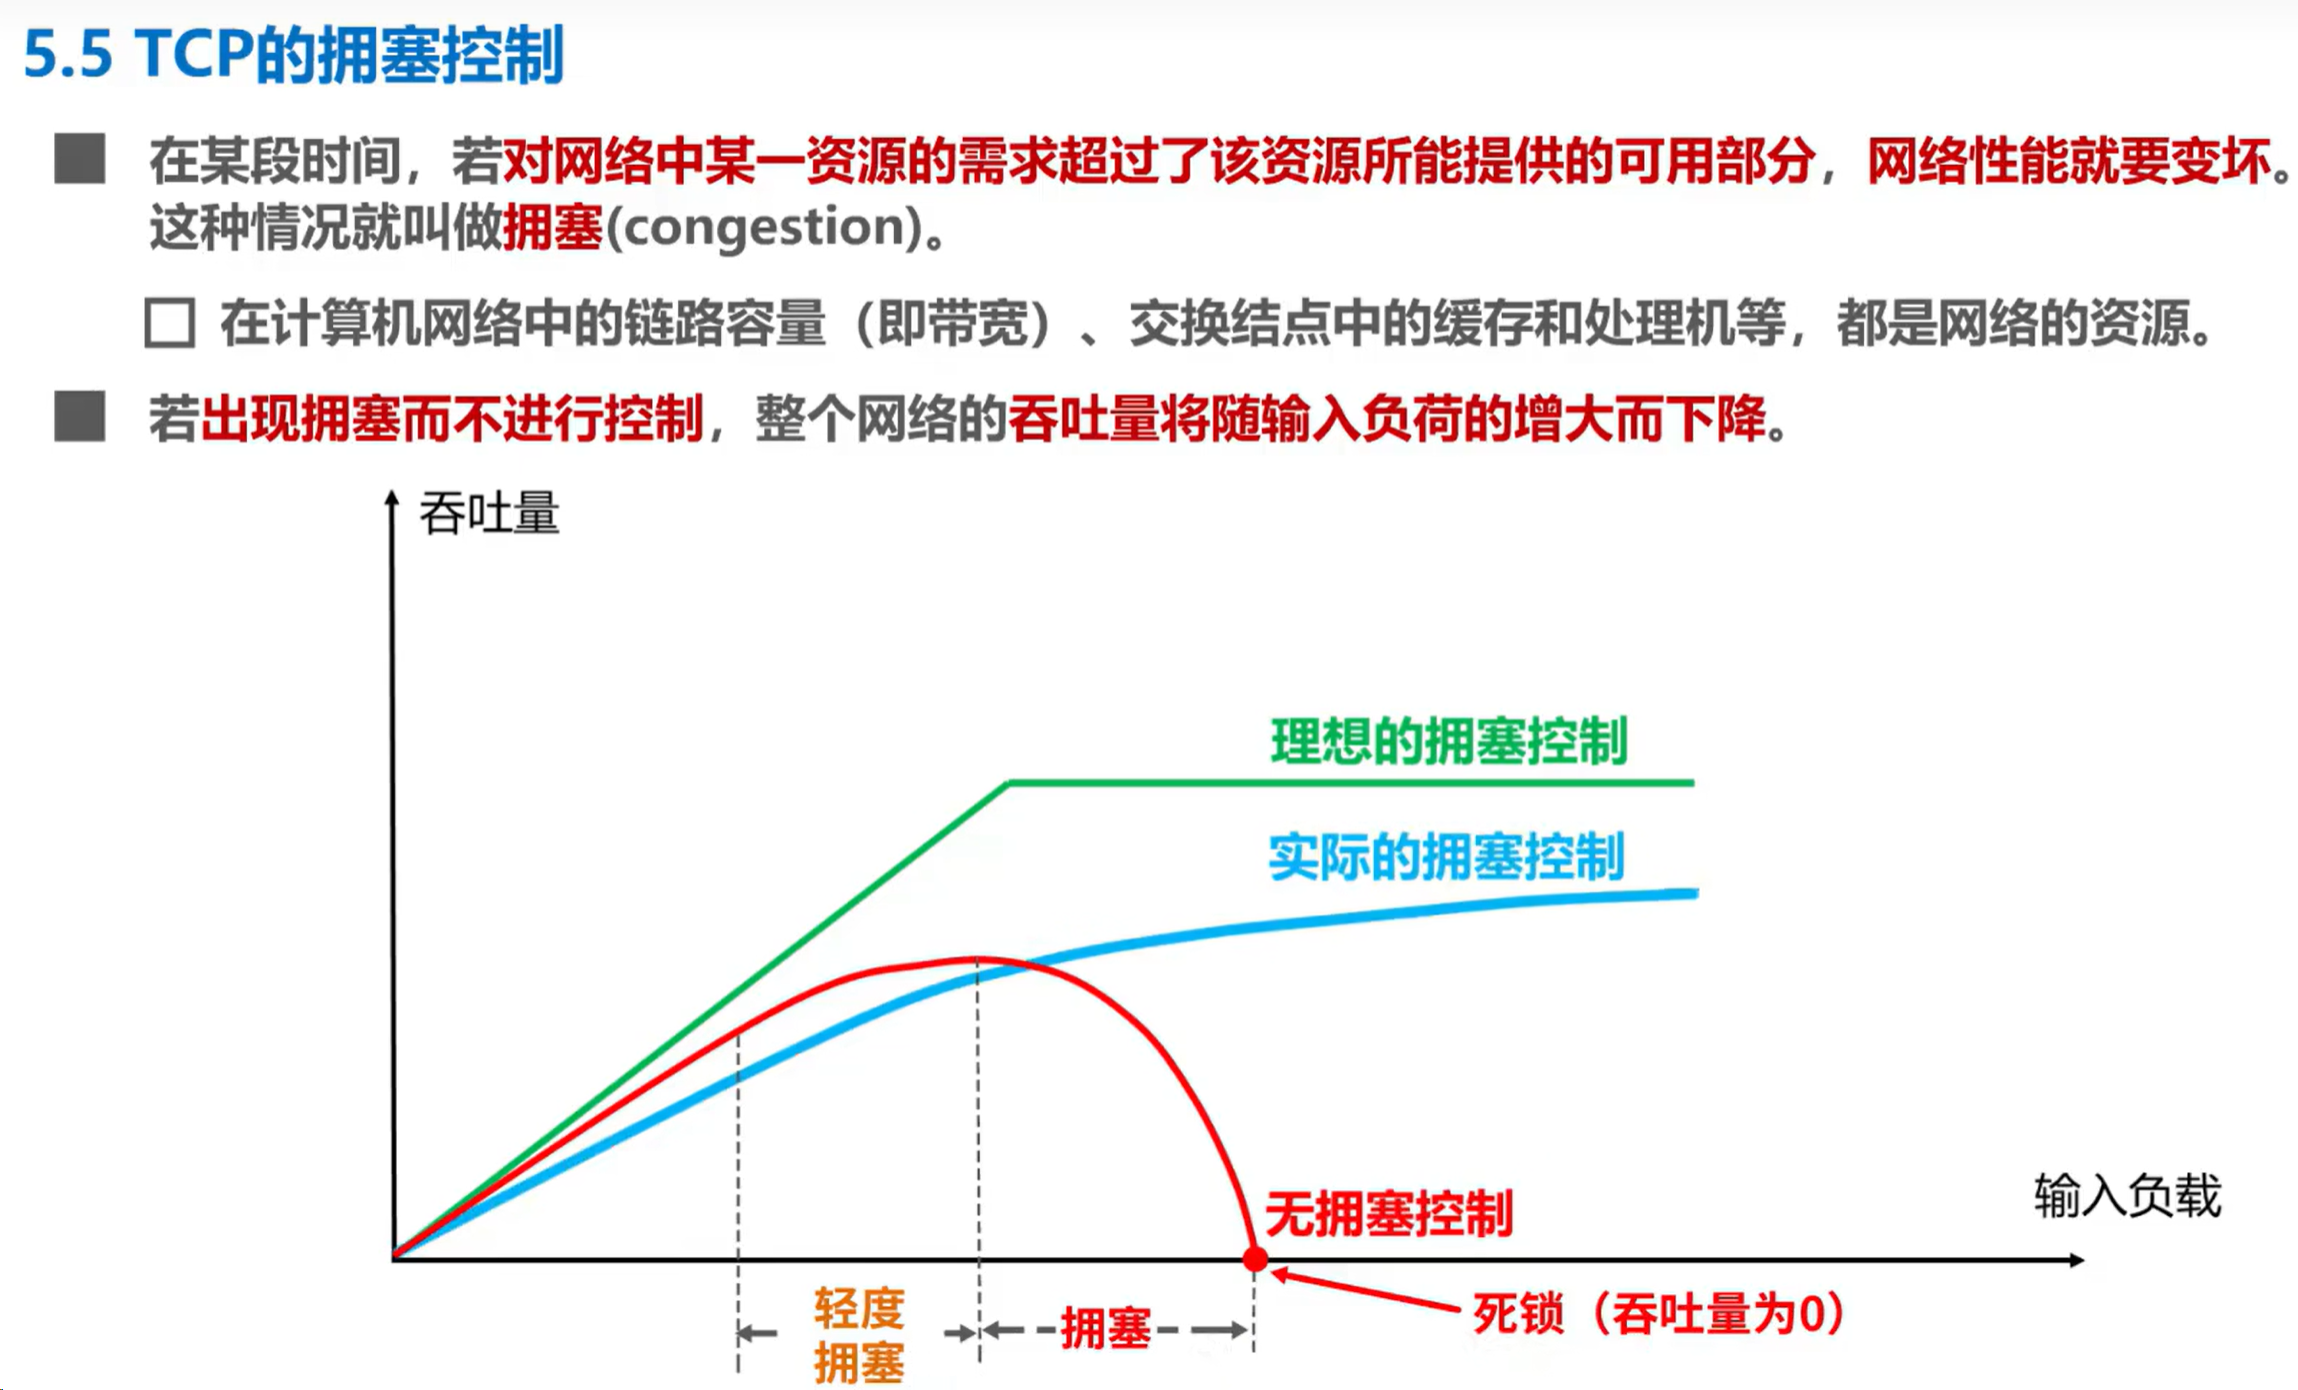 5.5 TCP的拥塞控制
在某段时间，若对网络中某一资源的需求超过了该资源所能提供的可用部分，网络性能就要变坏。
这种情况就叫做拥塞(congestion)。
在计算机网络中的链路容量（即带宽）、交换结点中的缓存和处理机等，都是网络的资源。
若出现拥塞而不进行控制，整个网络的吞吐量将随输入负荷的增大而下降。
吞吐量
理想的拥塞控制
实际的拥塞控制
无拥塞控制
输入负载
轻度
拥塞
拥塞
死锁（吞吐量为0）